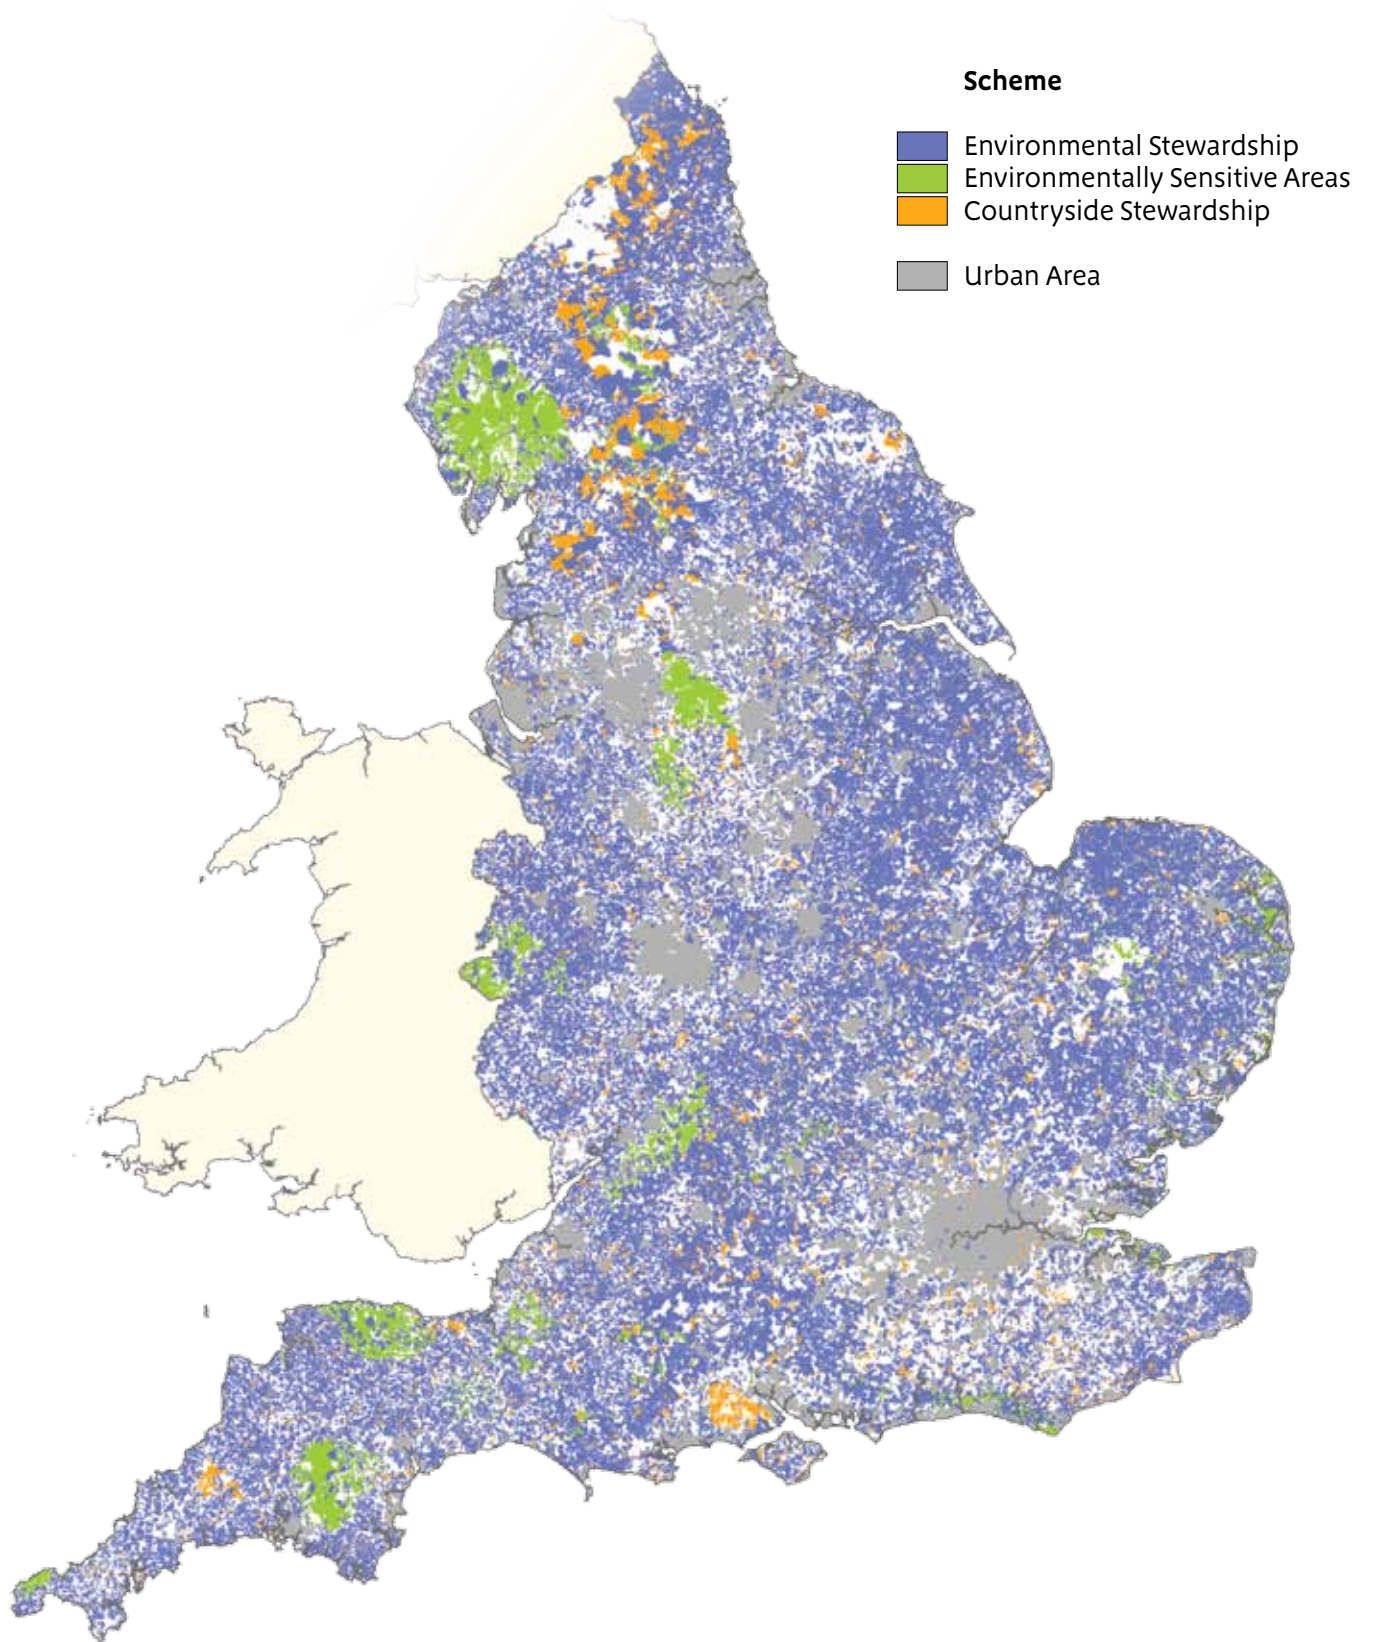 Scheme
Environmental Stewardship
Environmentally Sensitive Areas
Countryside Stewardship
Urban Area